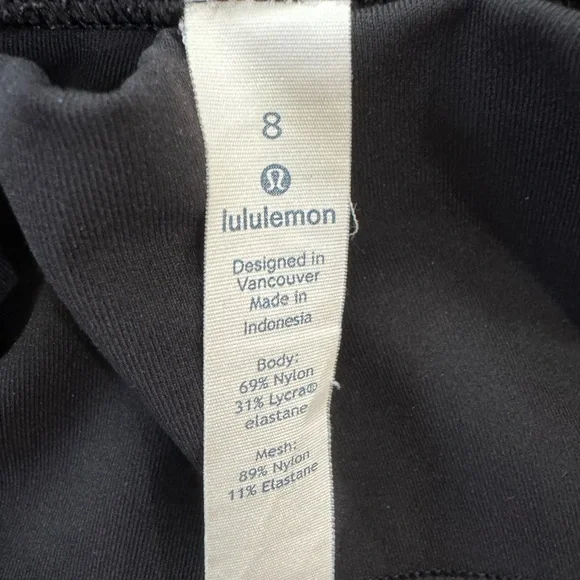 8
lululemon
Designed in
Vancouver
Made in
Indonesia
Body:
69% Nylon
31% Lycra®
elastane
Mesh:
89% Nylon
11% Elastane